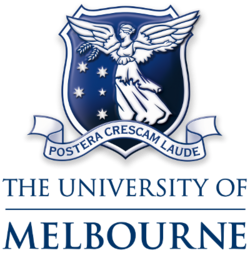 POSTERA CRESCAM LAUDE
THE UNIVERSITY OF
MELBOURNE